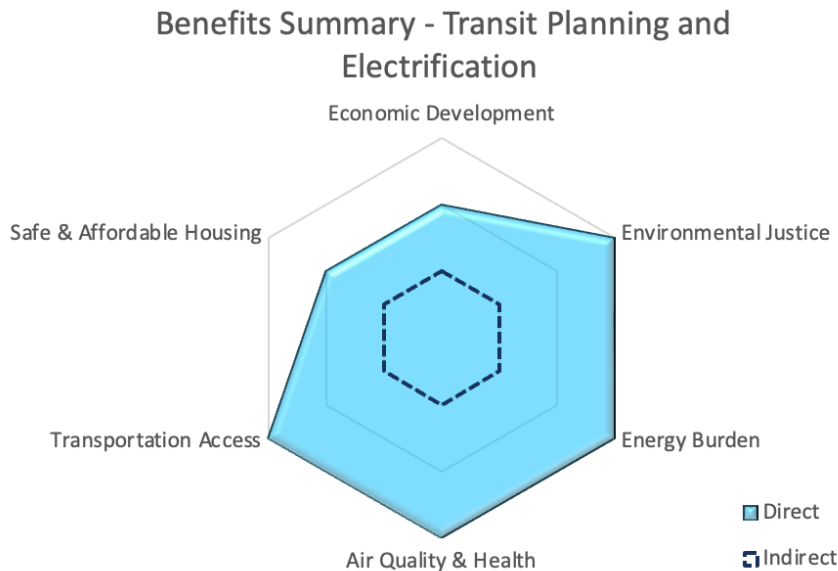 Benefits Summary - Transit Planning and
Electrification
Economic Development
Safe & Affordable Housing
Environmental Justice
Transportation Access
Energy Burden
Air Quality & Health
Direct
Indirect